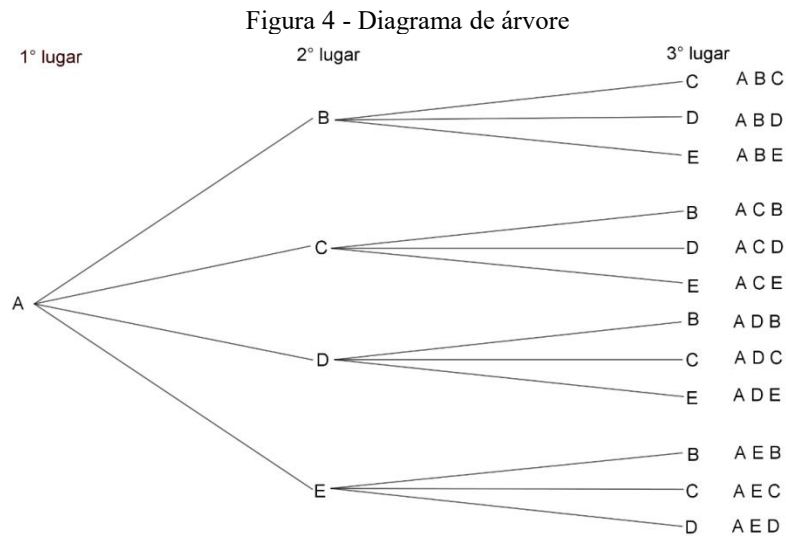 Figura 4 - Diagrama de árvore
1° lugar 2° lugar 3° lugar
C A B C
B D A B D
E A B E
B A C B
C D A C D
E A C E
A
B A D B
D C A D C
E A D E
B A E B
E C A E C
D A E D